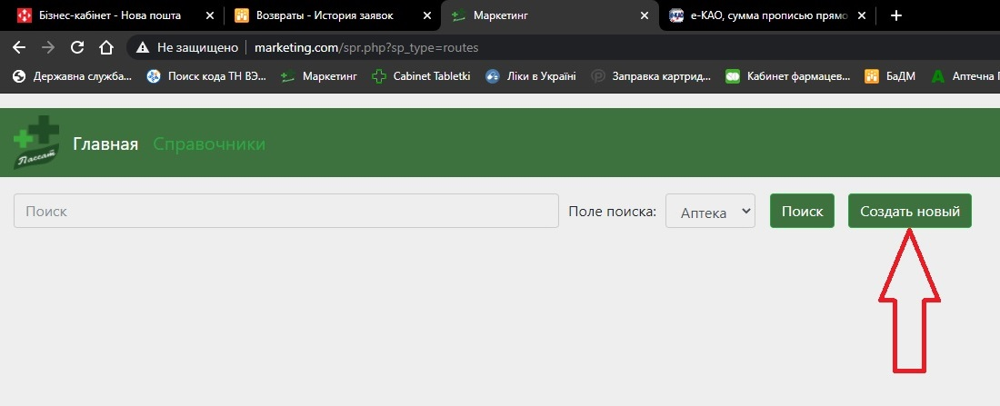 Бізнес-кабінет - Нова пошта
Возвраты - История заявок
Маркетинг
e-КАО, сумма прописью прямо
Не защищено
marketing.com/spr.php?sp_type=routes
Державна служба...
Поиск кода ТН ВЭ...
Маркетинг
Cabinet Tabletki
Ліки в Україні
Заправка картрид...
Кабинет фармацев...
БаДМ
Аптечна
Пассат
Главная
Справочники
Поиск
Поле поиска:
Аптека
Поиск
Создать новый